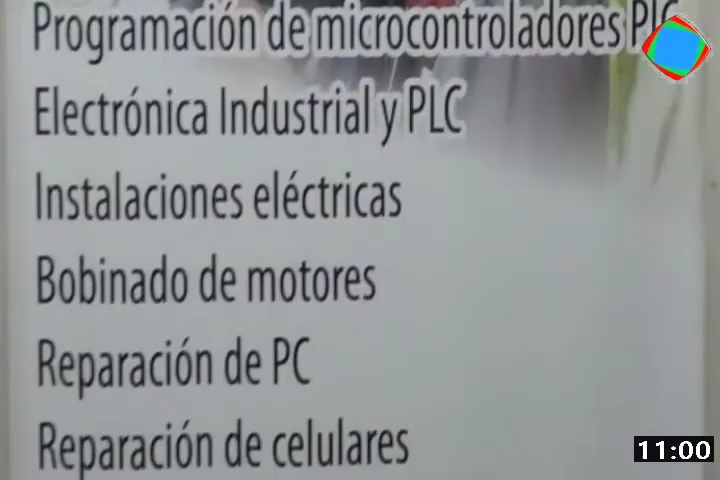 Programación de microcontroladores PIC
Electrónica Industrial y PLC
Instalaciones eléctricas
Bobinado de motores
Reparación de PC
Reparación de celulares
11:00